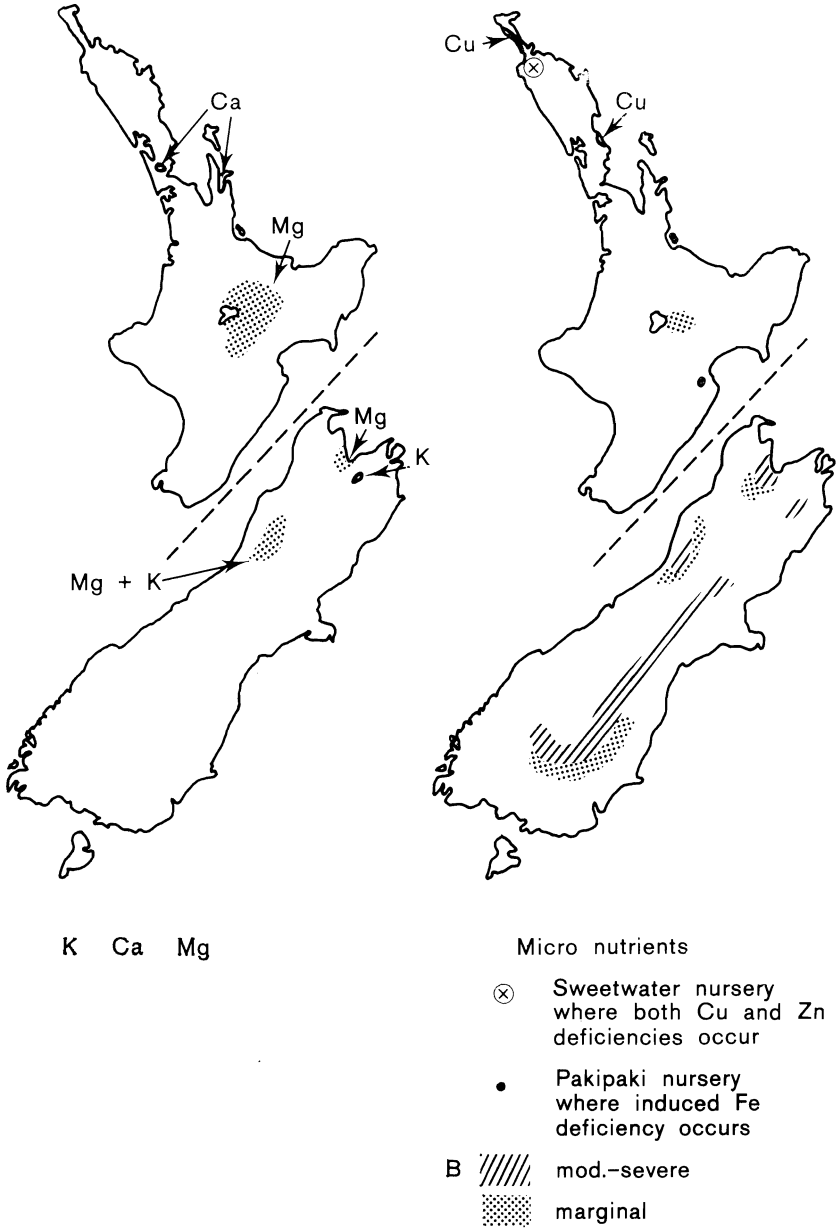 Ca
Mg
Mg
K
Mg + K
K Ca Mg
Cu
Cu
Micro nutrients
Sweetwater nursery
where both Cu and Zn
deficiencies occur
Pakipaki nursery
where induced Fe
deficiency occurs
B
mod.-severe
marginal